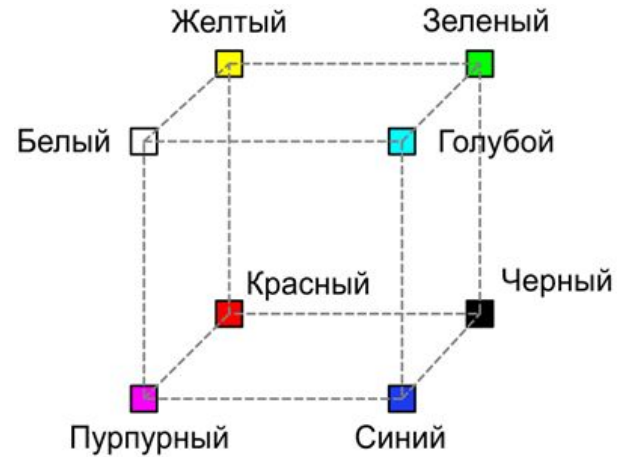 Желтый
Зеленый
Белый
Голубой
Красный
Черный
Пурпурный
Синий